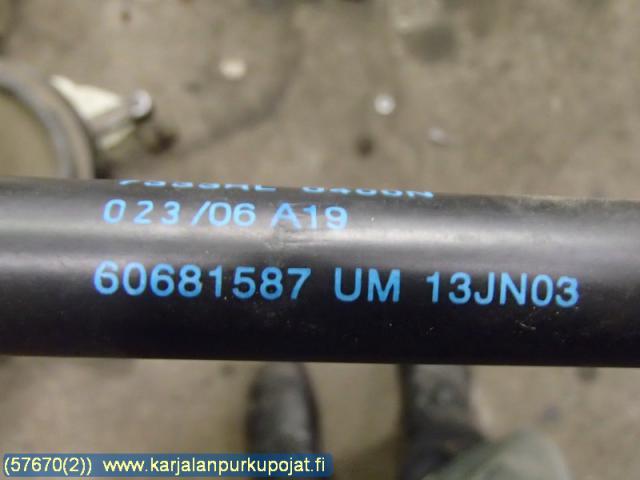 023/06 A19
60681587 UM 13JN03
(57670(2)) www.karjalanpurkupojat.fi